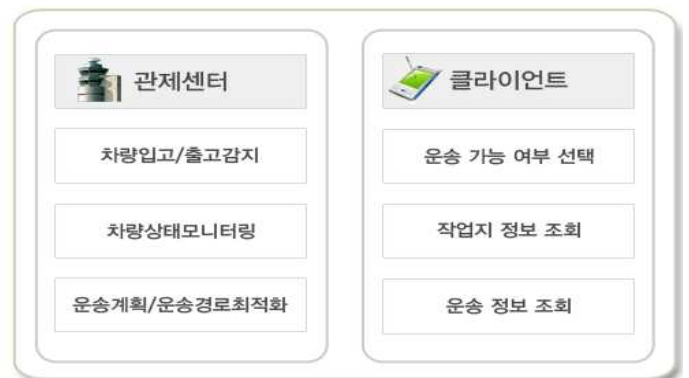 관제센터
차량입고/출고감지
차량상태모니터링
운송계획/운송경로최적화
클라이언트
운송 가능 여부 선택
작업지 정보 조회
운송 정보 조회